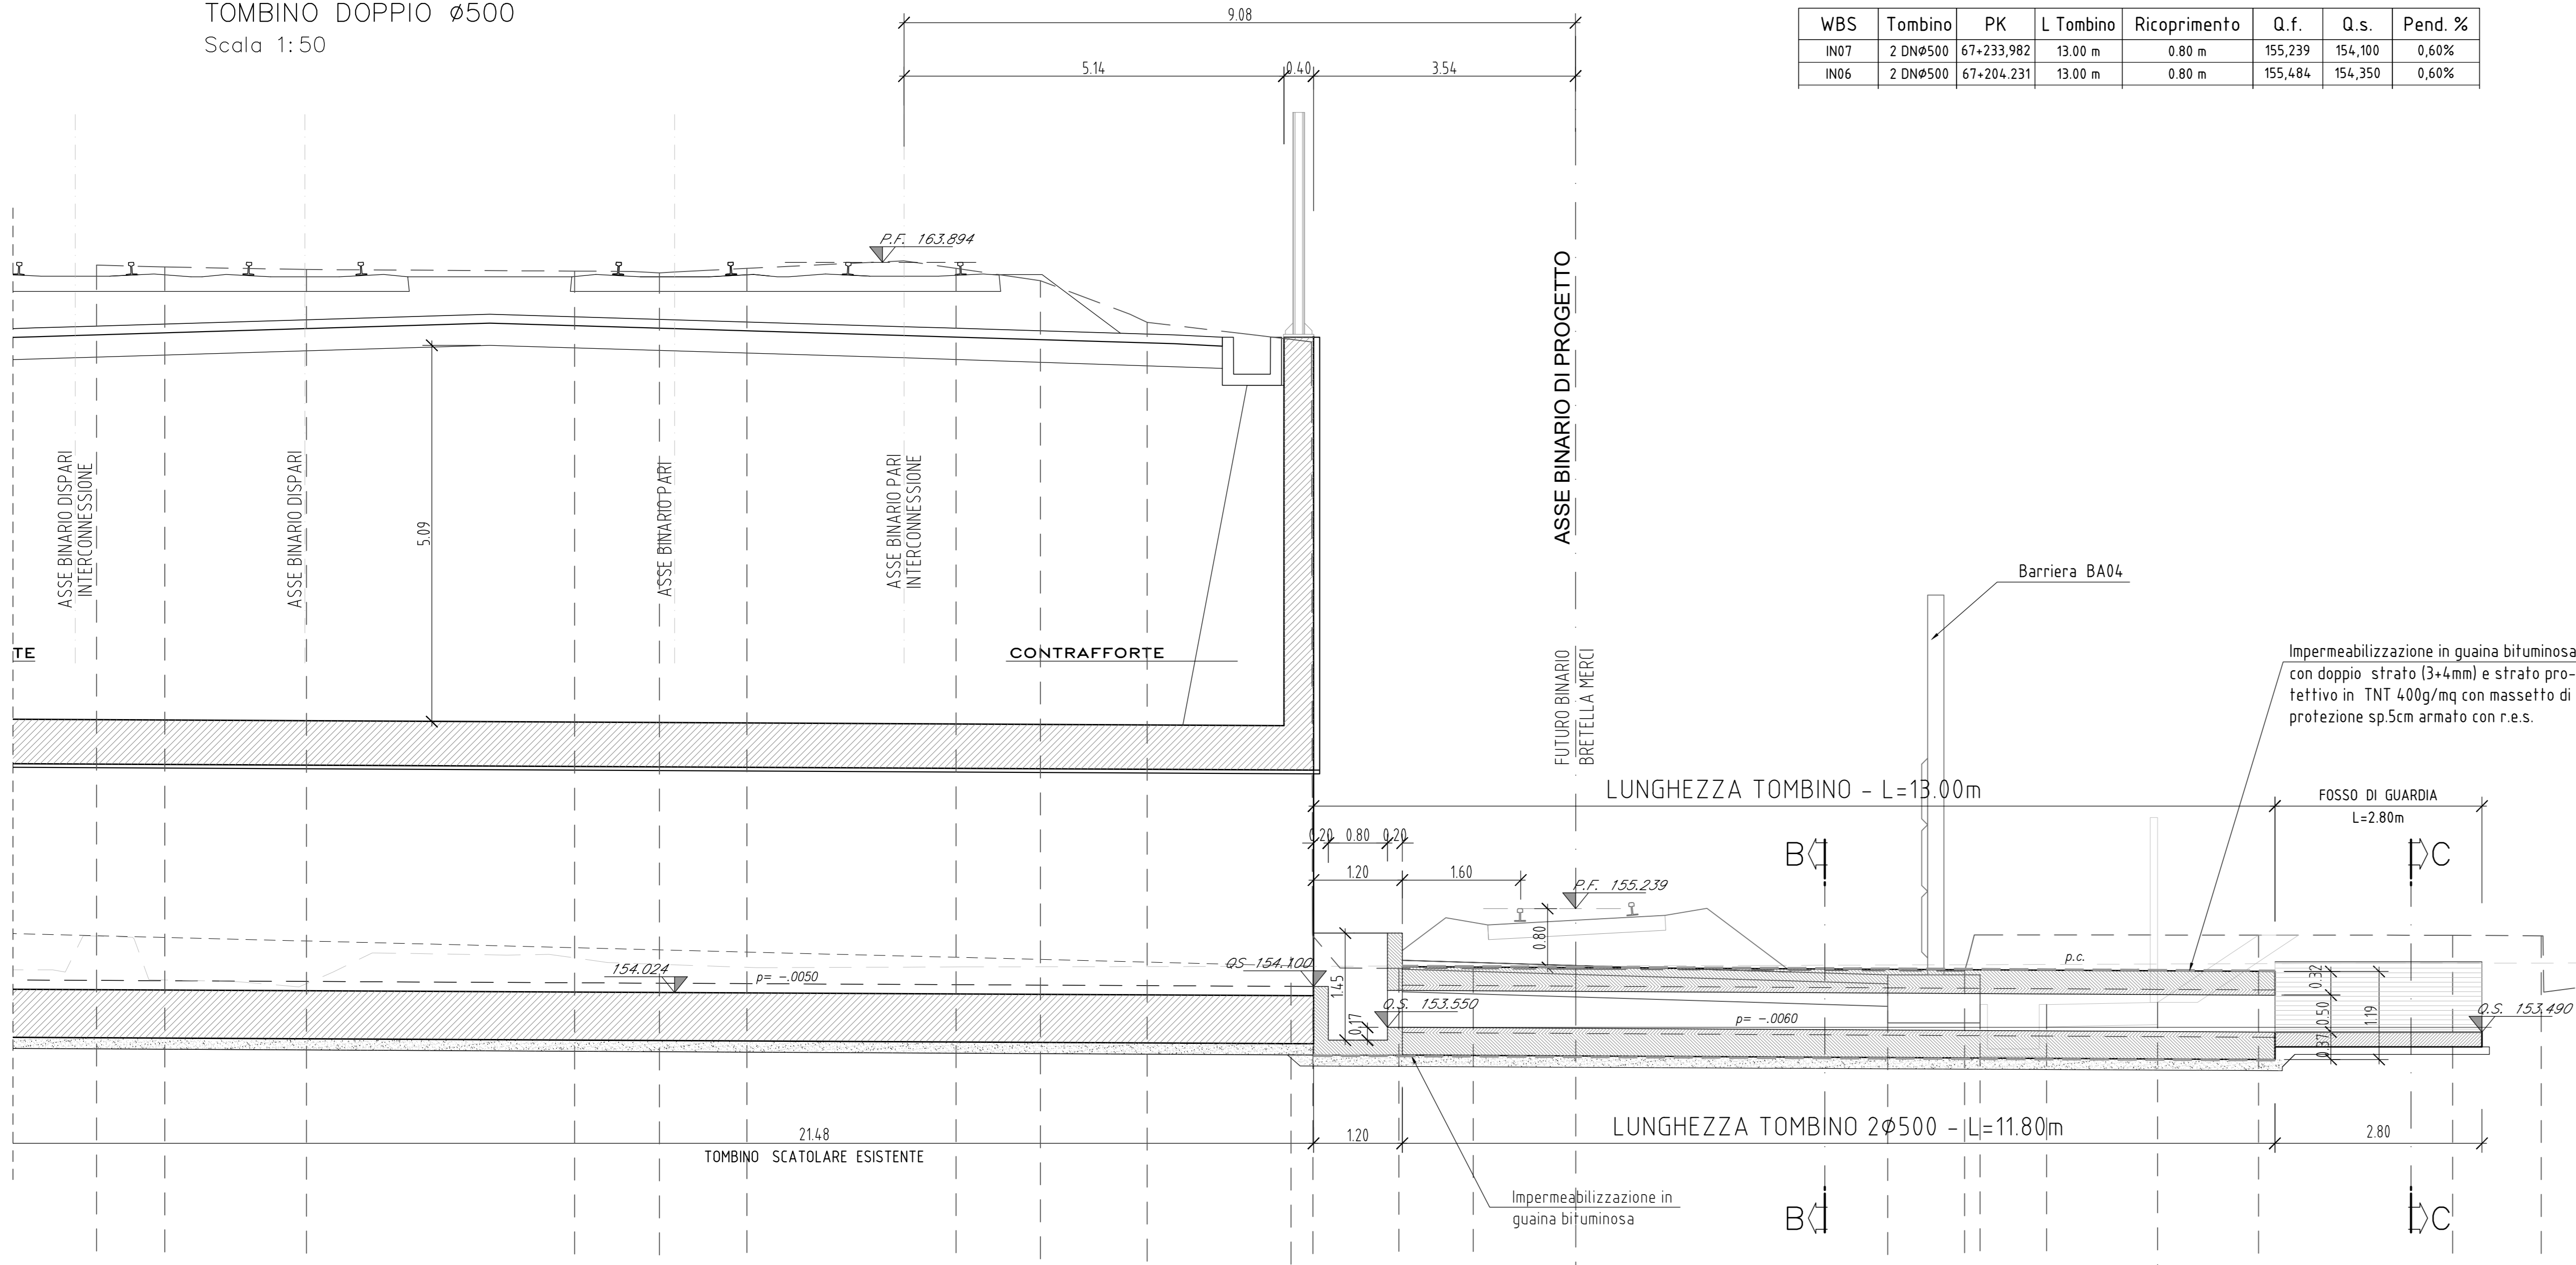 TOMBINO DOPPIO ø500
Scala 1:50
9.08
5.14
0.40
3.54
WBS Tombino PK L Tombino Ricoprimento Q.f. Q.s. Pend. %
IN07 2 DNø500 67+233,982 13.00 m 0.80 m 155,239 154,100 0,60%
IN06 2 DNø500 67+204.231 13.00 m 0.80 m 155,484 154,350 0,60%
P.F. 163.894
ASSE BINARIO DISPARI
INTERCONNESSIONE
ASSE BINARIO DISPARI
5.09
ASSE BINARIO PARI
ASSE BINARIO PARI
INTERCONNESSIONE
ASSE BINARIO DI PROGETTO
Barriera BA04
TE
CONTRAFFORTE
FUTURO BINARIO
BRETELLA MERCI
Impermeabilizzazione in guaina bituminosa
con doppio strato (3+4mm) e strato pro-
tettivo in TNT 400g/mq con massetto di
protezione sp.5cm armato con r.e.s.
LUNGHEZZA TOMBINO - L=13.00m
FOSSO DI GUARDIA
L=2.80m
0.20 0.80 0.20
B
C
1.20
1.60
P.F. 155.239
0.80
154.024
p= -.0050
QS 154.100
1.45
0.17
Q.S. 153.550
p= -.0060
p.c.
0.32
0.50
0.37
1.19
Q.S. 153.490
21.48
TOMBINO SCATOLARE ESISTENTE
1.20
LUNGHEZZA TOMBINO 2ø500 - L=11.80m
2.80
Impermeabilizzazione in
guaina bituminosa
B
C